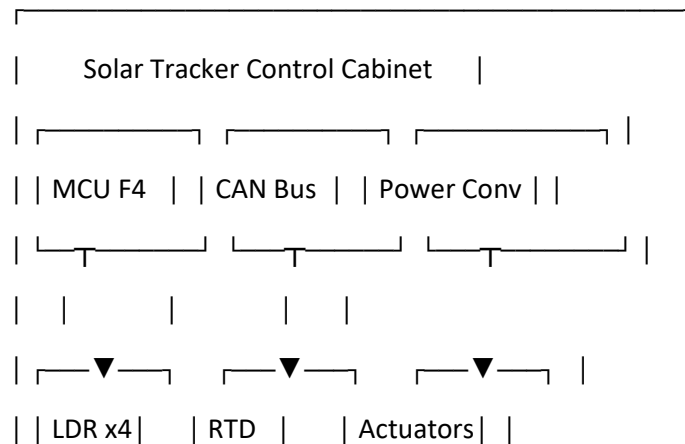 Solar Tracker Control Cabinet
MCU F4 CAN Bus Power Conv
LDR x4 RTD Actuators